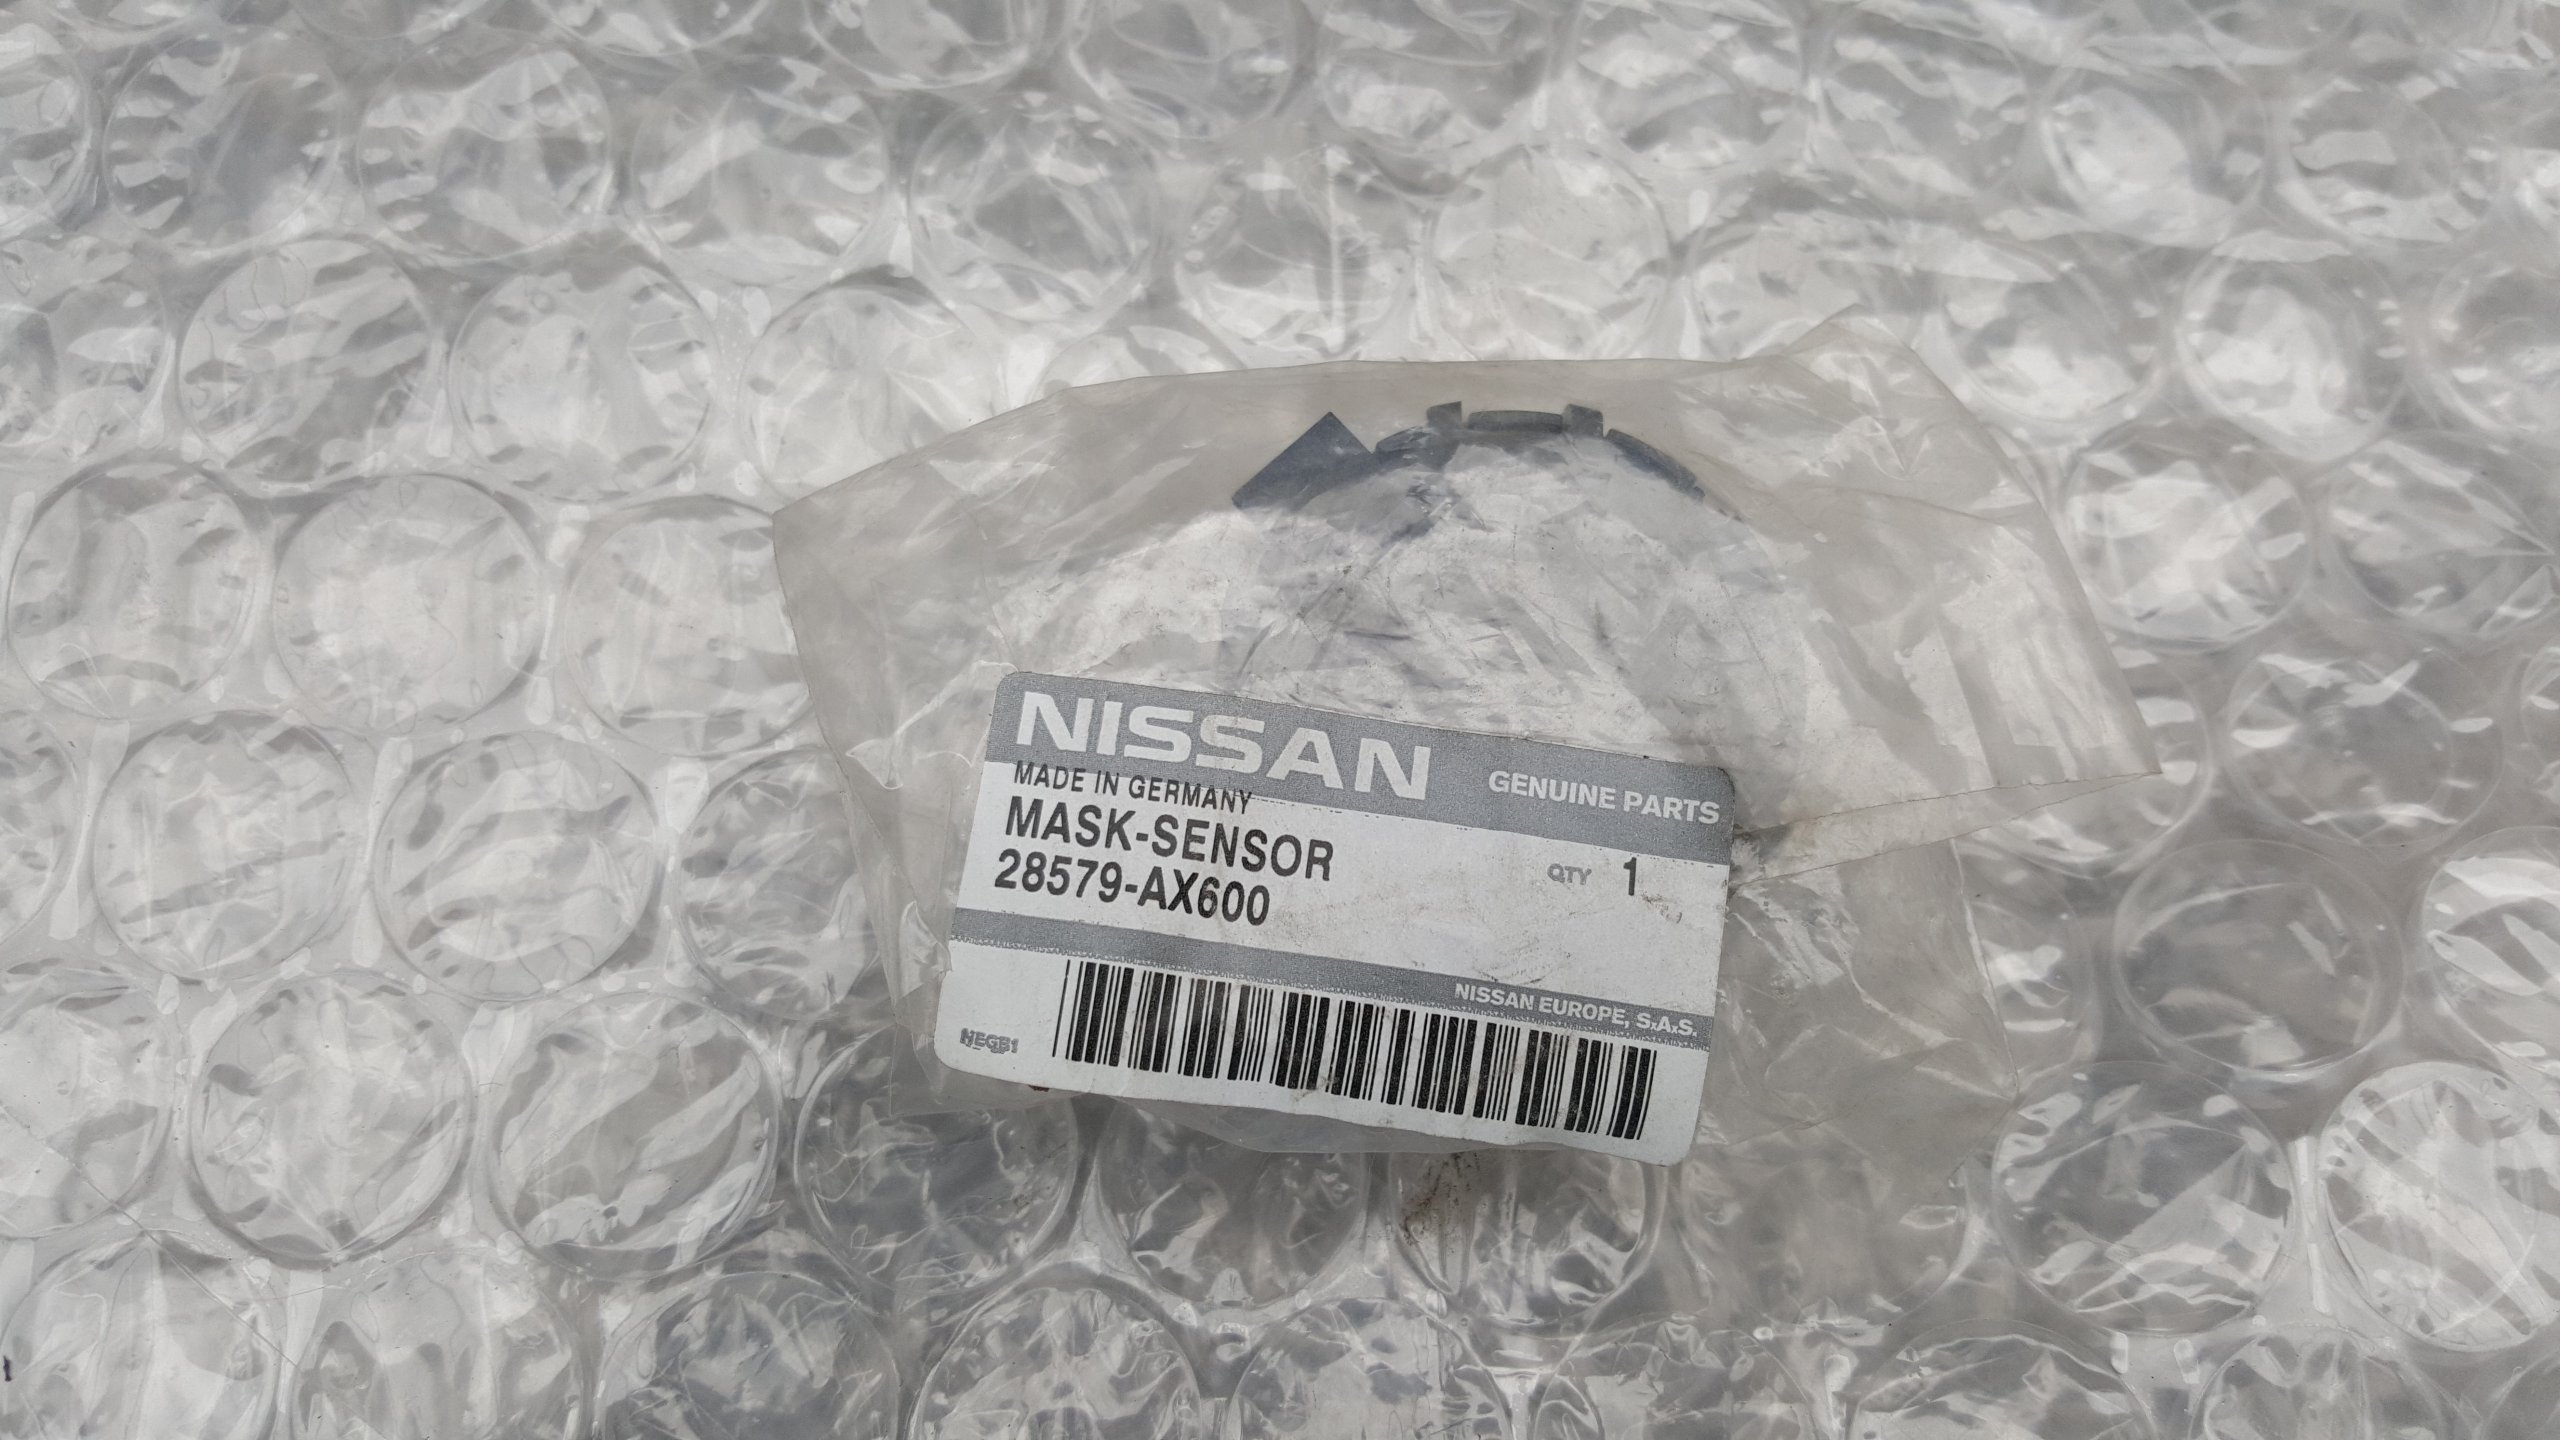 NISSAN GENUINE PARTS
MADE IN GERMANY
MASK-SENSOR
28579-AX600
QTY 1
NISSAN EUROPE, S.A.S.
NEGB1